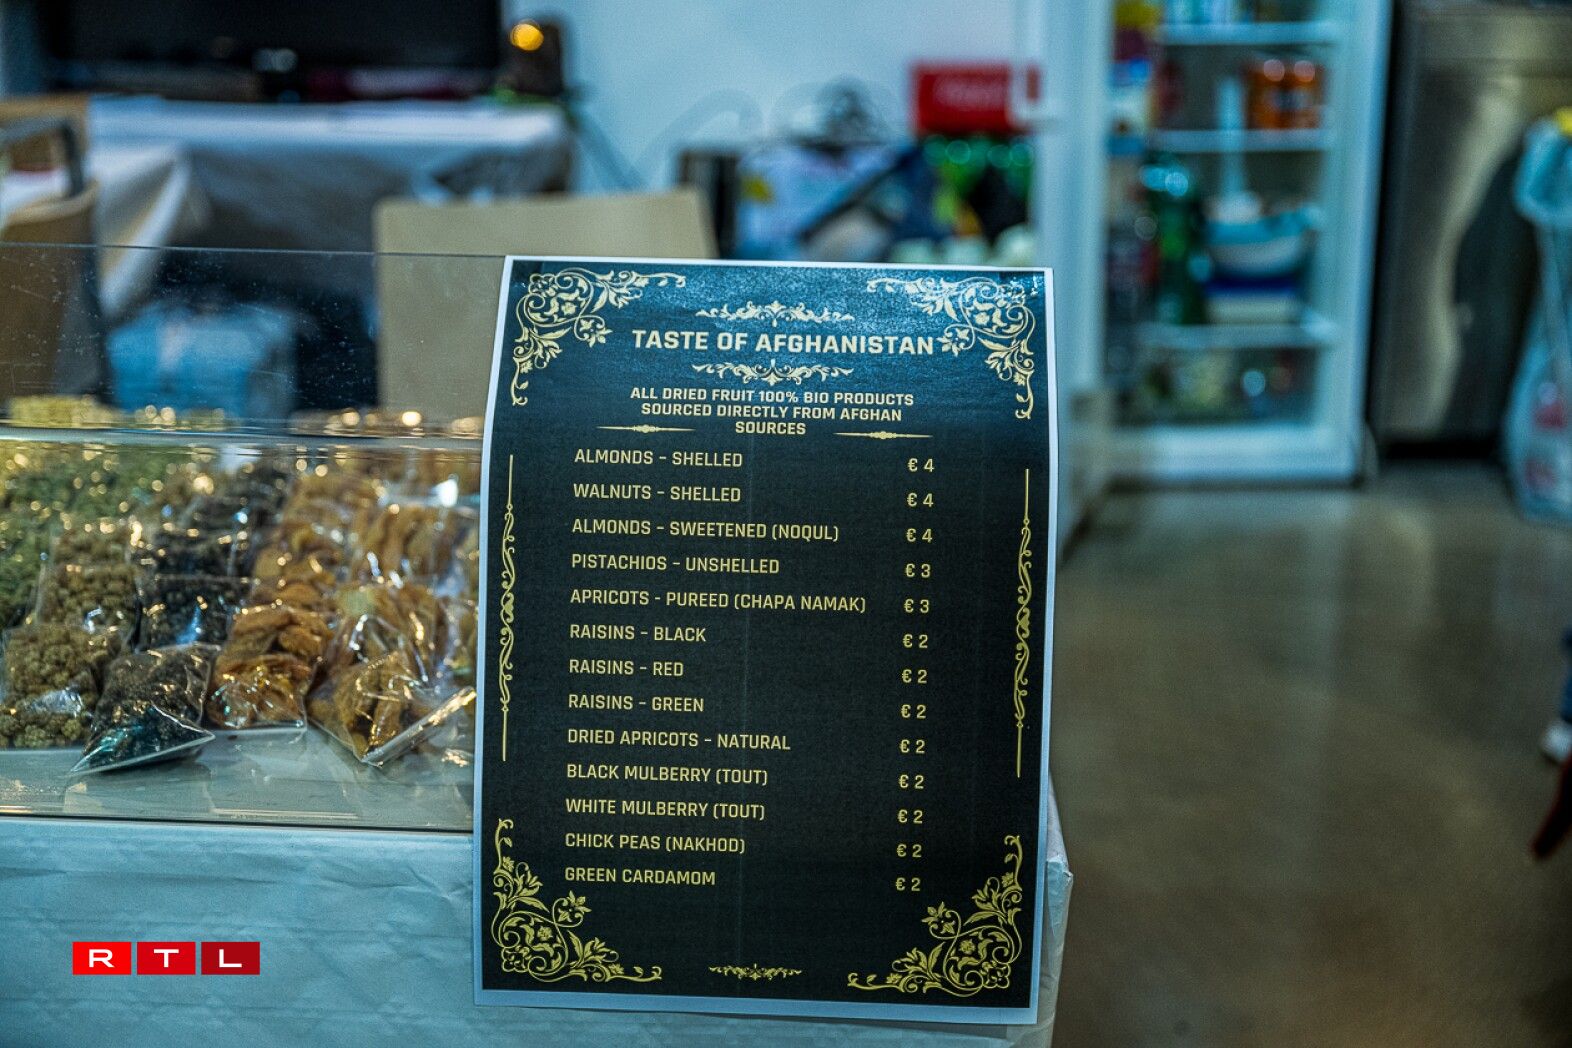 TASTE OF AFGHANISTAN
ALL DRIED FRUIT 100% BIO PRODUCTS
SOURCED DIRECTLY FROM AFGHAN
SOURCES
ALMONDS - SHELLED € 4
WALNUTS - SHELLED € 4
ALMONDS - SWEETENED (NOQUL) € 4
PISTACHIOS - UNSHELLED € 3
APRICOTS - PUREED (CHAPA NAMAK) € 3
RAISINS - BLACK € 2
RAISINS - RED € 2
RAISINS - GREEN € 2
DRIED APRICOTS - NATURAL € 2
BLACK MULBERRY (TOUT) € 2
WHITE MULBERRY (TOUT) € 2
CHICK PEAS (NAKHOD) € 2
GREEN CARDAMOM € 2
RTL